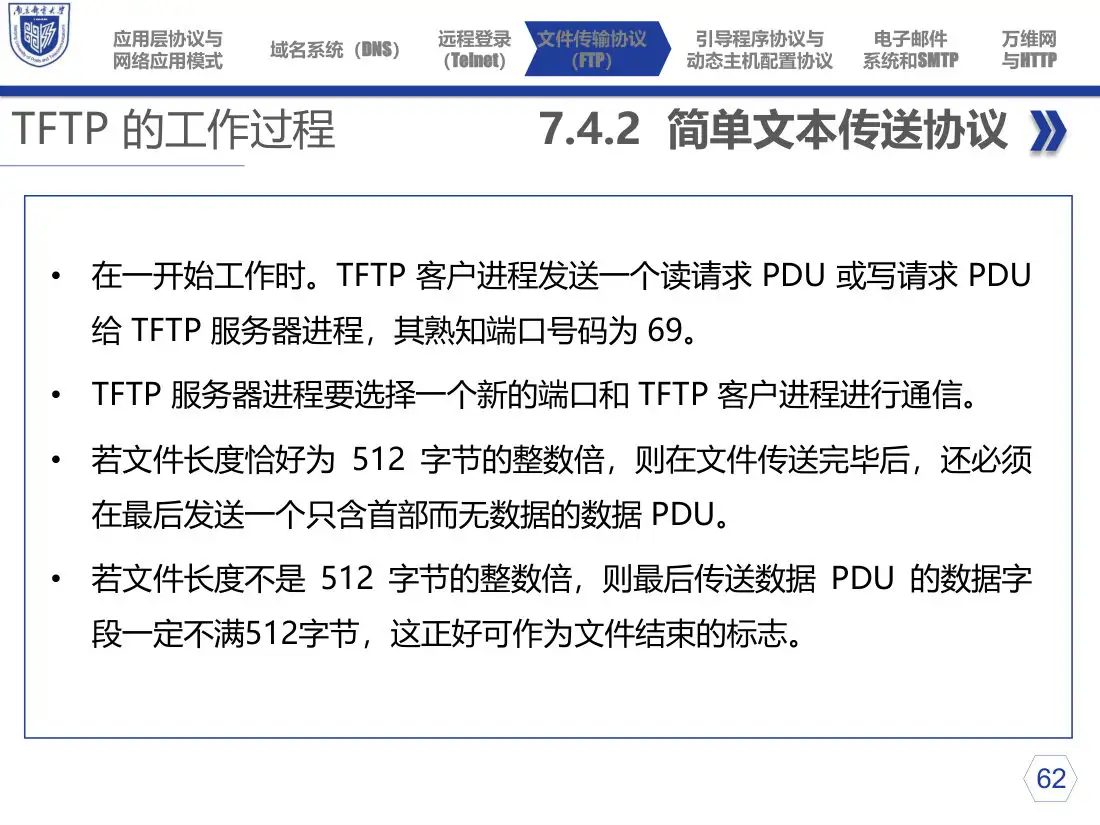 南京邮电大学
应用层协议与
网络应用模式
域名系统（DNS）
远程登录
（Telnet）
文件传输协议
（FTP）
引导程序协议与
动态主机配置协议
电子邮件
系统和SMTP
万维网
与HTTP
TFTP 的工作过程
7.4.2 简单文本传送协议
• 在一开始工作时。TFTP 客户进程发送一个读请求 PDU 或写请求 PDU
给 TFTP 服务器进程，其熟知端口号码为 69。
• TFTP 服务器进程要选择一个新的端口和 TFTP 客户进程进行通信。
• 若文件长度恰好为 512 字节的整数倍，则在文件传送完毕后，还必须
在最后发送一个只含首部而无数据的数据 PDU。
• 若文件长度不是 512 字节的整数倍，则最后传送数据 PDU 的数据字
段一定不满512字节，这正好可作为文件结束的标志。
62